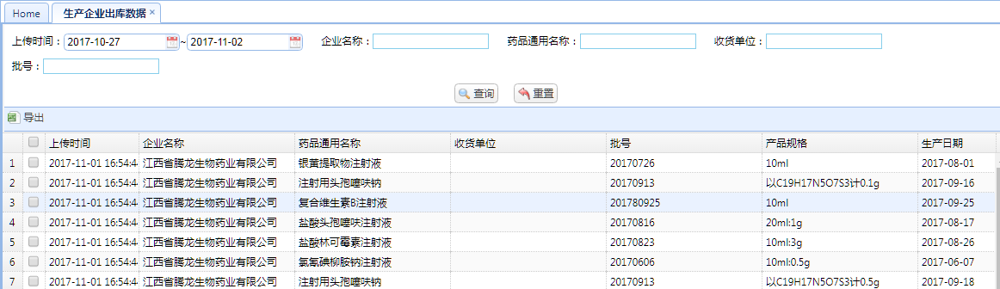 Home 生产企业出库数据
上传时间：2017-10-27 ~ 2017-11-02 企业名称： 药品通用名称： 收货单位：
批号：
查询 重置
导出
上传时间 企业名称 药品通用名称 收货单位 批号 产品规格 生产日期
1 2017-11-01 16:54:4 江西省腾龙生物药业有限公司 银黄提取物注射液 20170726 10ml 2017-08-01
2 2017-11-01 16:54:4 江西省腾龙生物药业有限公司 注射用头孢噻呋钠 20170913 以C19H17N5O7S3计0.1g 2017-09-16
3 2017-11-01 16:54:4 江西省腾龙生物药业有限公司 复合维生素B注射液 201780925 10ml 2017-09-25
4 2017-11-01 16:54:4 江西省腾龙生物药业有限公司 盐酸头孢噻呋注射液 20170816 20ml:1g 2017-08-17
5 2017-11-01 16:54:4 江西省腾龙生物药业有限公司 盐酸林可霉素注射液 20170823 10ml:3g 2017-08-26
6 2017-11-01 16:54:4 江西省腾龙生物药业有限公司 氯氰碘柳胺钠注射液 20170606 10ml:0.5g 2017-06-07
7 2017-11-01 16:54:4 江西省腾龙生物药业有限公司 注射用头孢噻呋钠 20170913 以C19H17N5O7S3计0.5g 2017-09-18